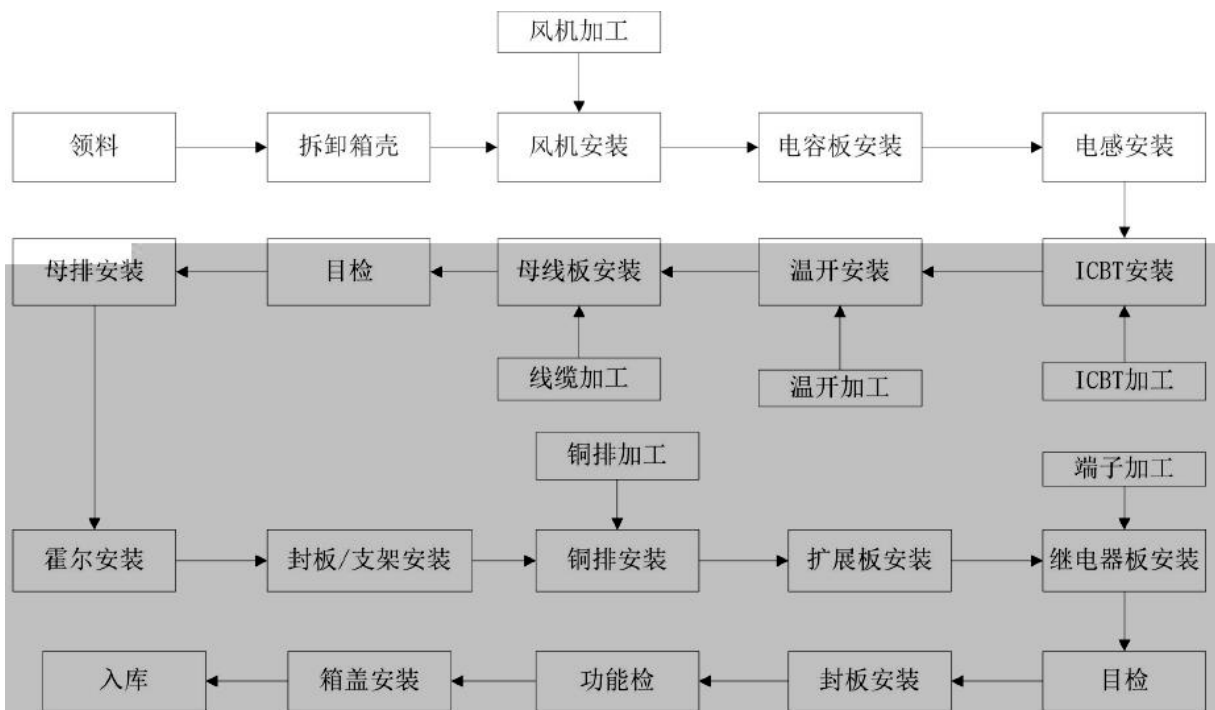 风机加工
领料
拆卸箱壳
风机安装
电容板安装
电感安装
母排安装
目检
母线板安装
温开安装
ICBT安装
线缆加工
温开加工
ICBT加工
铜排加工
端子加工
霍尔安装
封板/支架安装
铜排安装
扩展板安装
继电器板安装
入库
箱盖安装
功能检
封板安装
目检